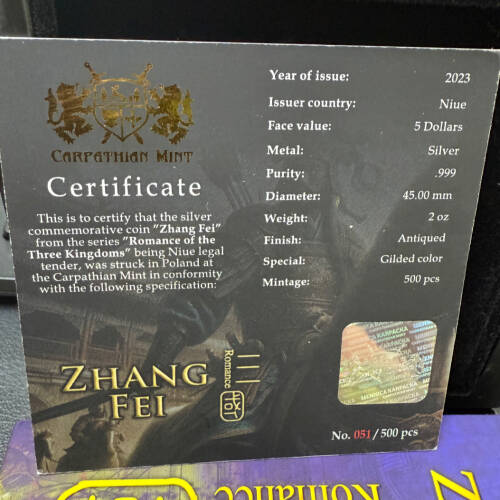 CARPATHIAN MINT
Certificate
This is to certify that the silver
commemorative coin "Zhang Fei"
from the series "Romance of the
Three Kingdoms" being Niue legal
tender, was struck in Poland at
the Carpathian Mint in conformity
with the following specification:
Year of issue: 2023
Issuer country: Niue
Face value: 5 Dollars
Metal: Silver
Purity: .999
Diameter: 45.00 mm
Weight: 2 oz
Finish: Antiqued
Special: Gilded color
Mintage: 500 pcs
ZHANG
FEI
Romance
MENNICA KARPACKA
No. 051 / 500 pcs
Romance